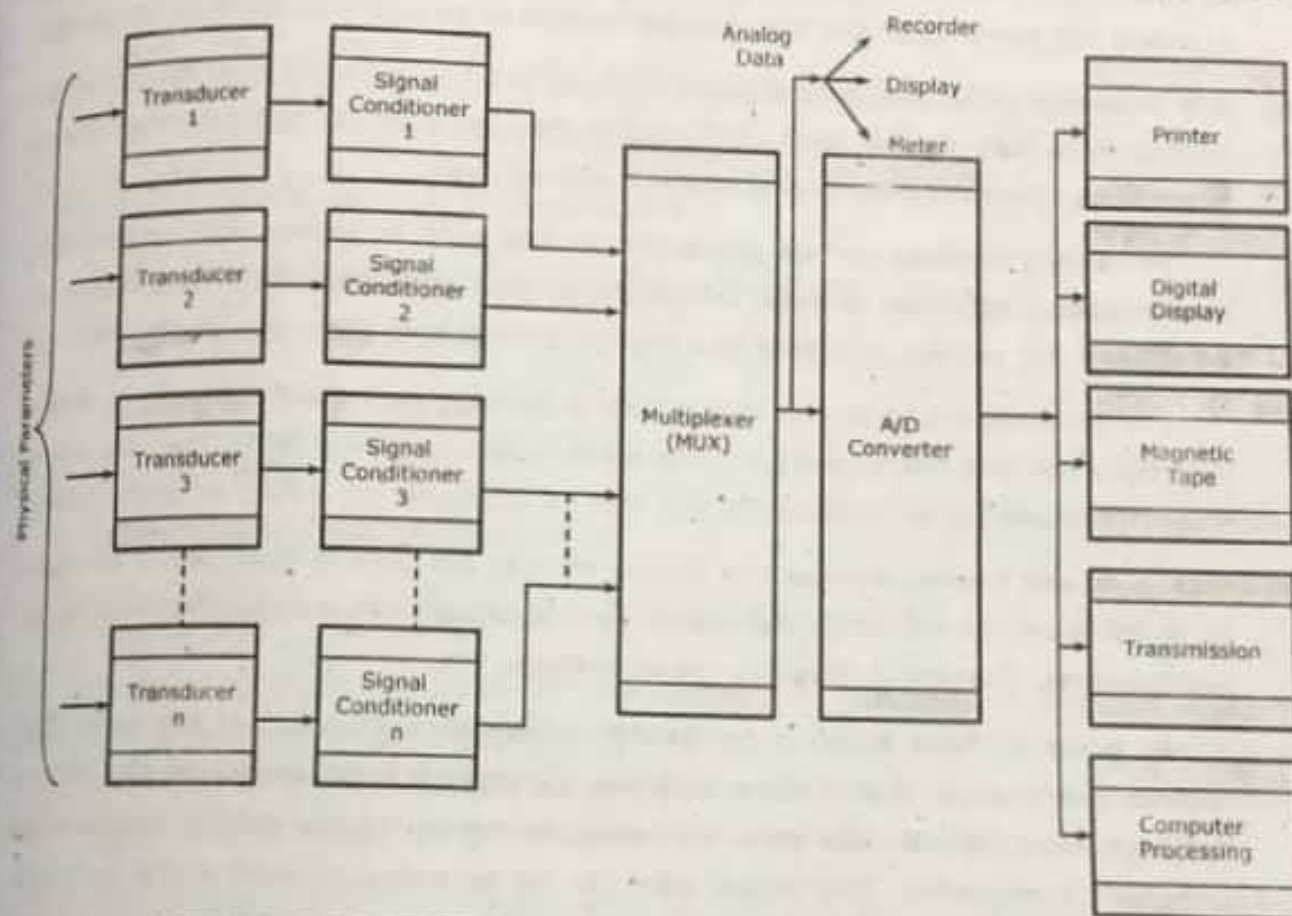 Physical Parameters
Transducer
1
Signal
Conditioner
1
Transducer
2
Signal
Conditioner
2
Transducer
3
Signal
Conditioner
3
Transducer
n
Signal
Conditioner
n
Multiplexer
(MUX)
Analog
Data
Recorder
Display
Meter
A/D
Converter
Printer
Digital
Display
Magnetic
Tape
Transmission
Computer
Processing